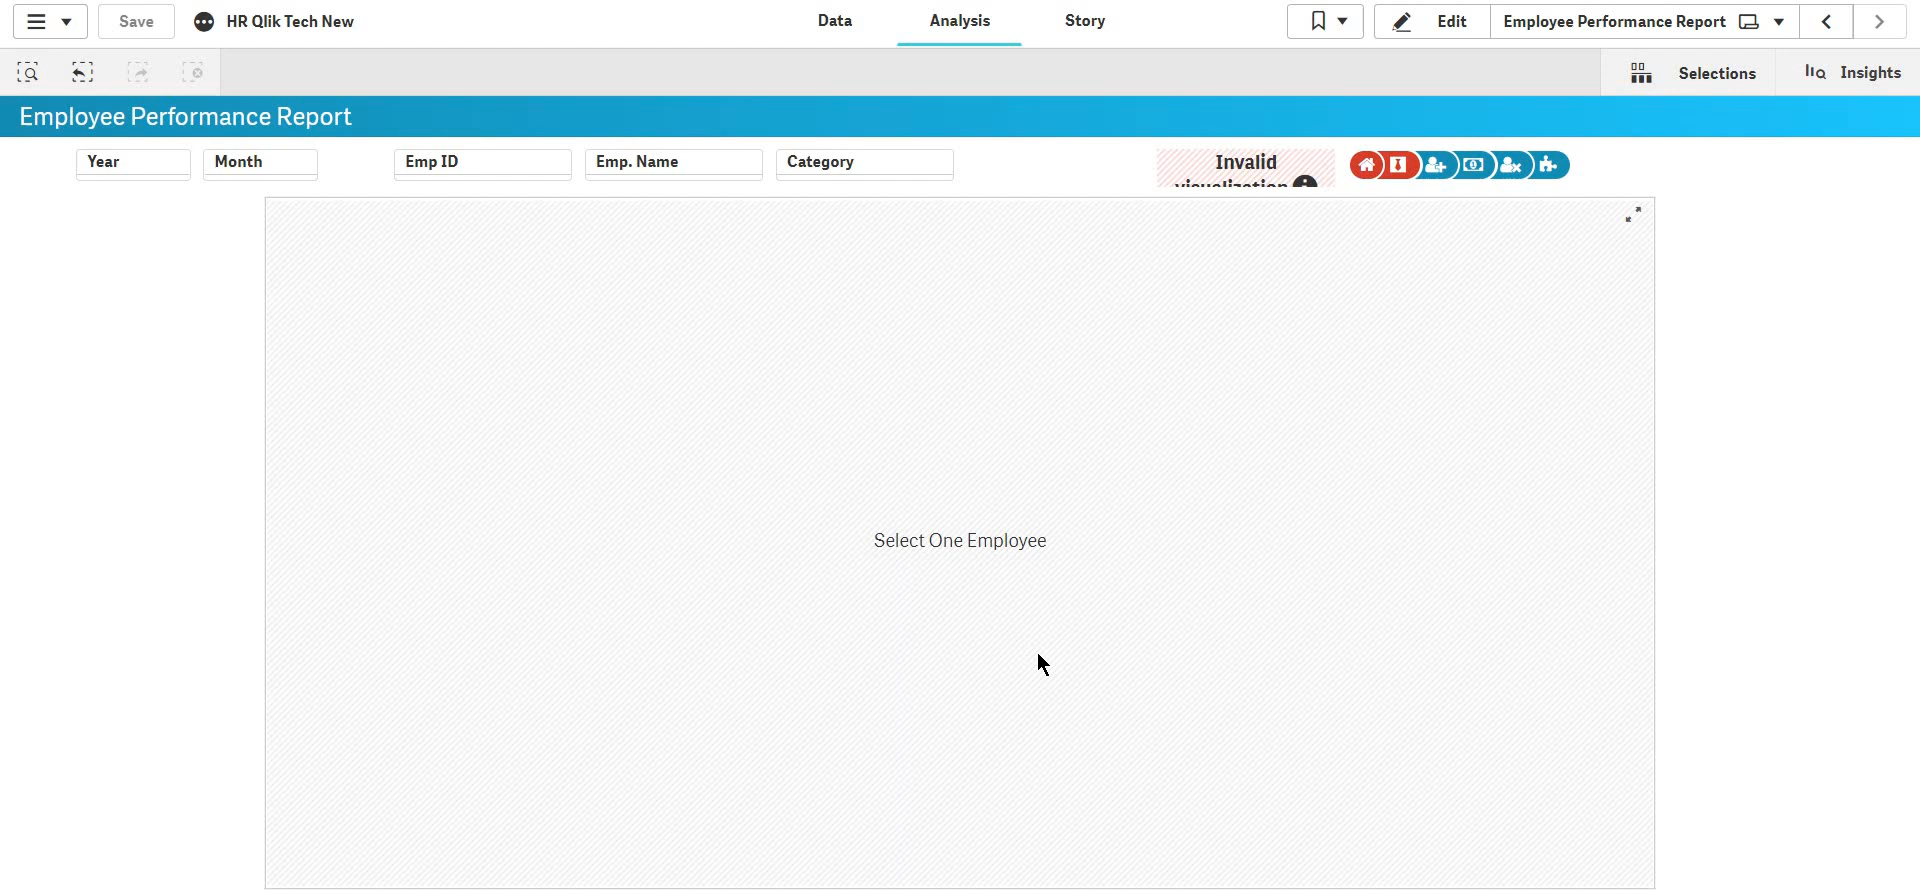 Save
HR Qlik Tech New
Data
Analysis
Story
Edit
Employee Performance Report
Selections
Insights
Employee Performance Report
Year
Month
Emp ID
Emp. Name
Category
Invalid
visualization
Select One Employee